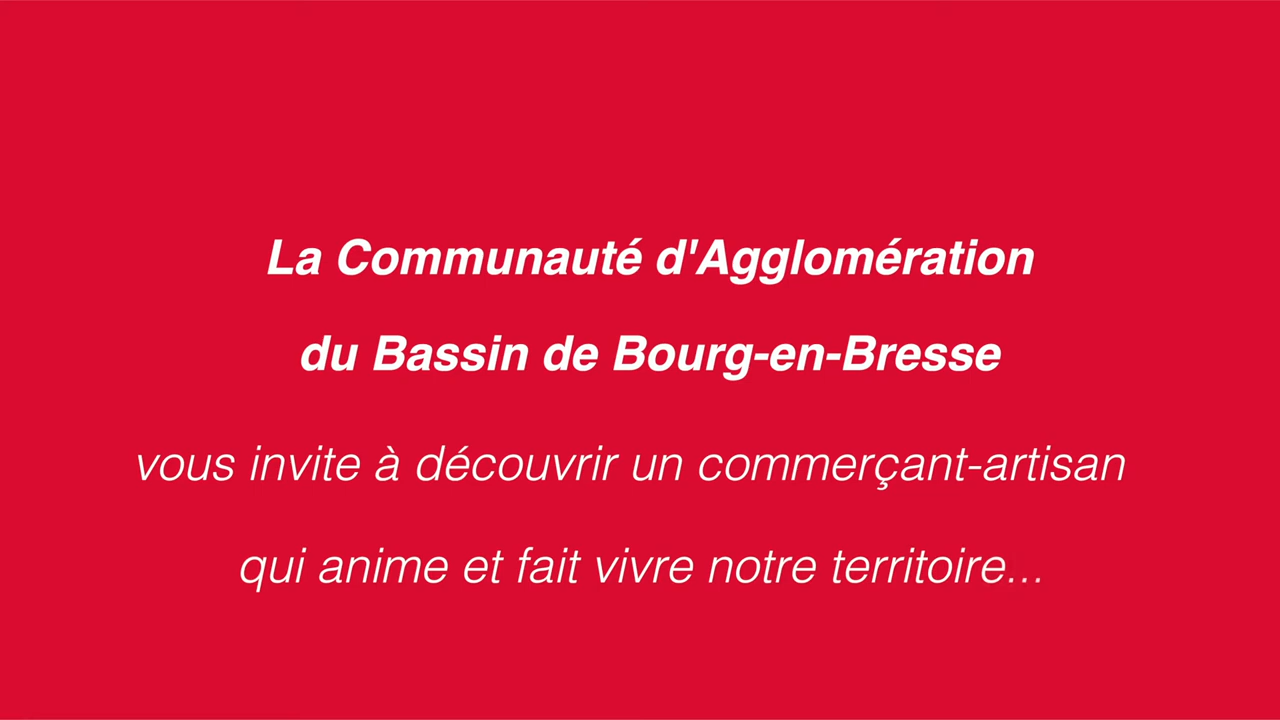 La Communauté d'Agglomération
du Bassin de Bourg-en-Bresse
vous invite à découvrir un commerçant-artisan
qui anime et fait vivre notre territoire...